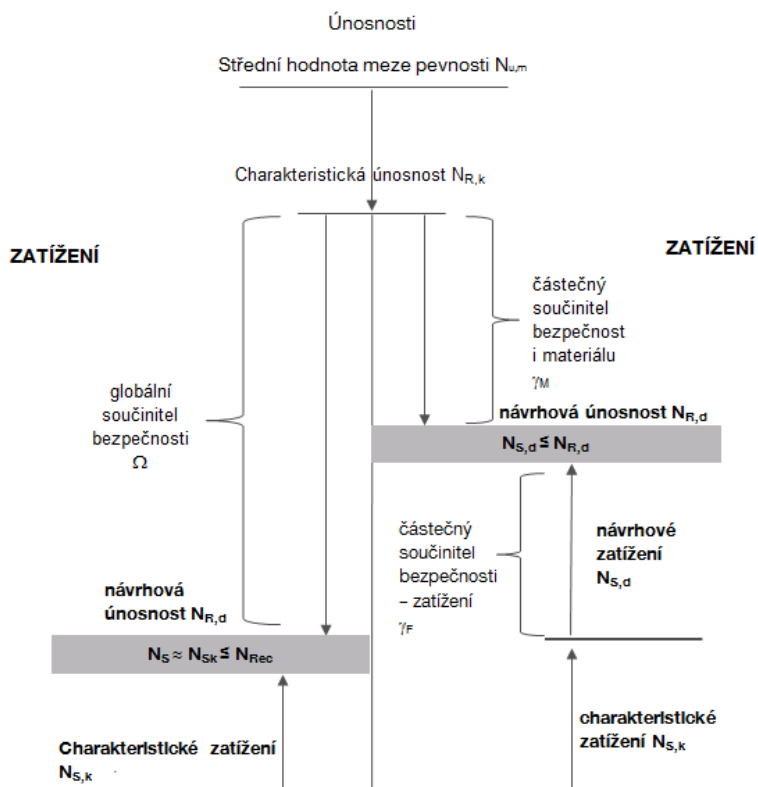 Únosnosti
Střední hodnota meze pevnosti Nu,m
Charakteristická únosnost NR,k
ZATÍŽENÍ
ZATÍŽENÍ
částečný
součinitel
bezpečnost
i materiálu
γM
globální
součinitel
bezpečnosti
Ω
návrhová únosnost NR,d
NS,d ≤ NR,d
částečný
součinitel
bezpečnosti
– zatížení
γF
návrhové
zatížení
NS,d
návrhová
únosnost NR,d
NS ≈ NSk ≤ NRec
charakteristické
zatížení NS,k
Charakteristické zatížení
NS,k